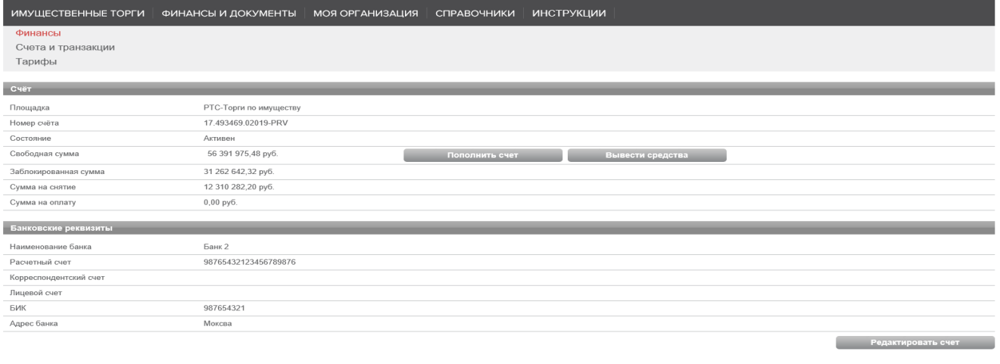 ИМУЩЕСТВЕННЫЕ ТОРГИ ФИНАНСЫ И ДОКУМЕНТЫ МОЯ ОРГАНИЗАЦИЯ СПРАВОЧНИКИ ИНСТРУКЦИИ
Финансы
Счета и транзакции
Тарифы
Счёт
Площадка РТС-Торги по имуществу
Номер счёта 17.493469.02019-PRV
Состояние Активен
Свободная сумма 56 391 975,48 руб. Пополнить счет Вывести средства
Заблокированная сумма 31 262 642,32 руб.
Сумма на снятие 12 310 282,20 руб.
Сумма на оплату 0,00 руб.
Банковские реквизиты
Наименование банка Банк 2
Расчетный счет 98765432123456789876
Корреспондентский счет
Лицевой счет
БИК 987654321
Адрес банка Моксва
Редактировать счет